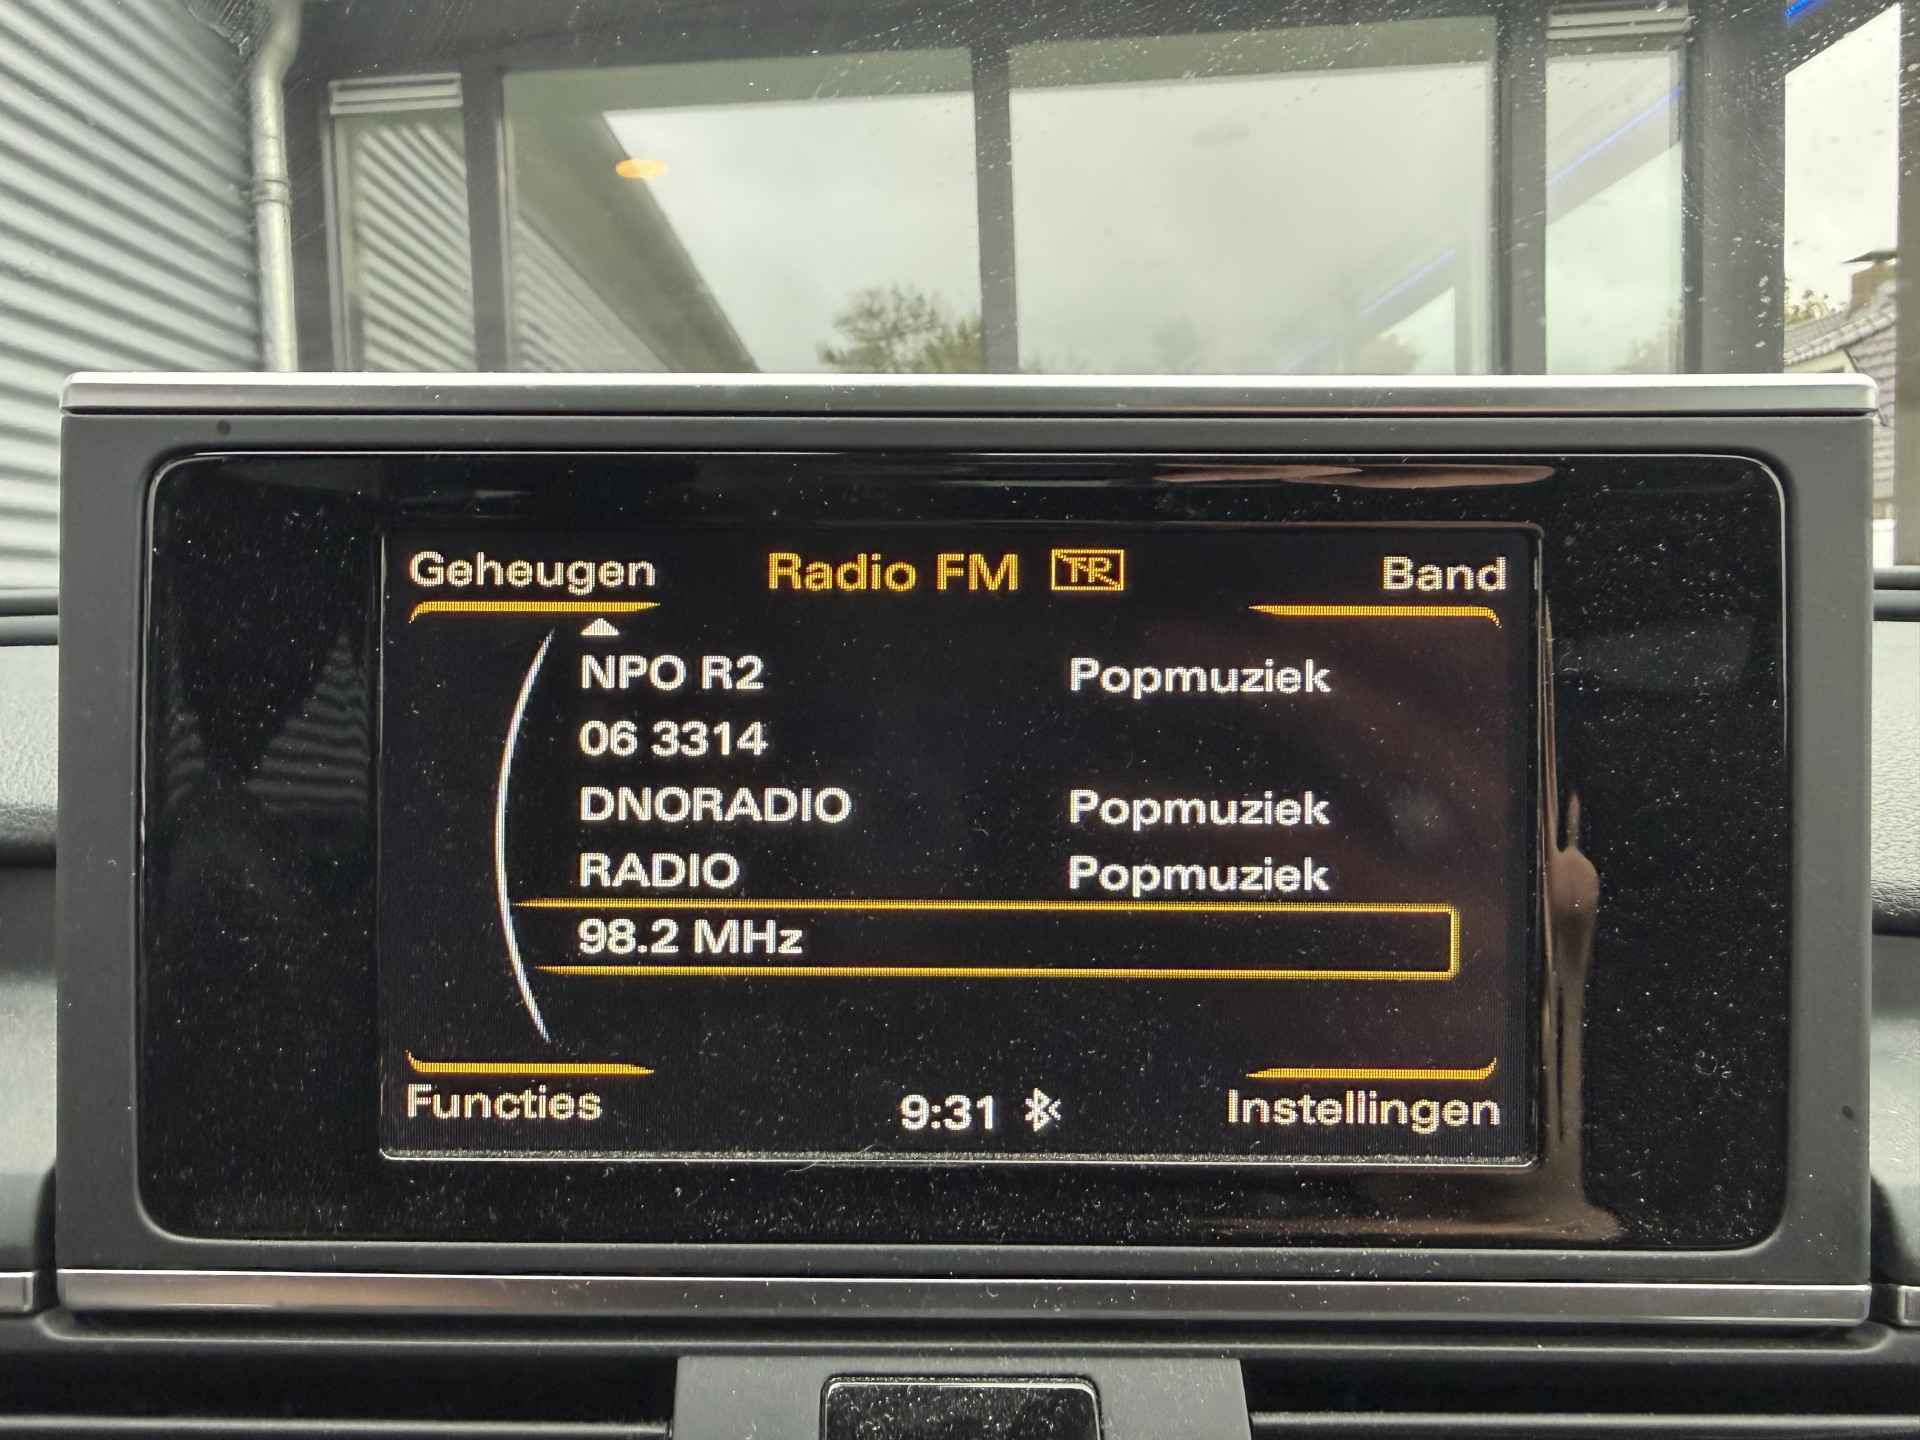 Geheugen Radio FM TP Band
NPO R2 Popmuziek
06 3314
DNORADIO Popmuziek
RADIO Popmuziek
98.2 MHz
Functies 9:31 Instellingen